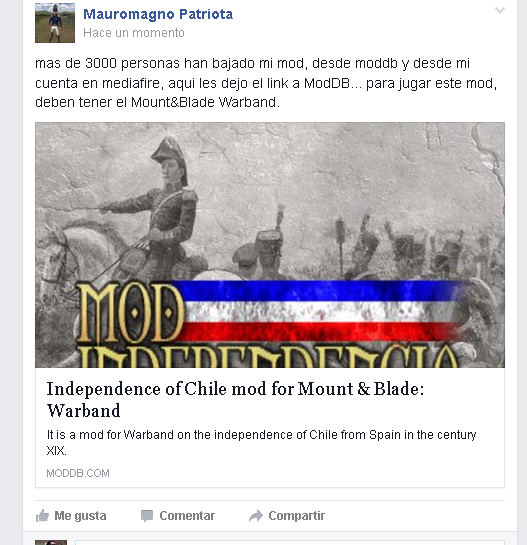 Mauromagno Patriota
Hace un momento
mas de 3000 personas han bajado mi mod, desde moddb y desde mi
cuenta en mediafire, aqui les dejo el link a ModDB... para jugar este mod,
deben tener el Mount&Blade Warband.
MOD
INDEPENDENCIA
Independence of Chile mod for Mount & Blade:
Warband
It is a mod for Warband on the independence of Chile from Spain in the century
XIX.
MODDB.COM
Me gusta
Comentar
Compartir